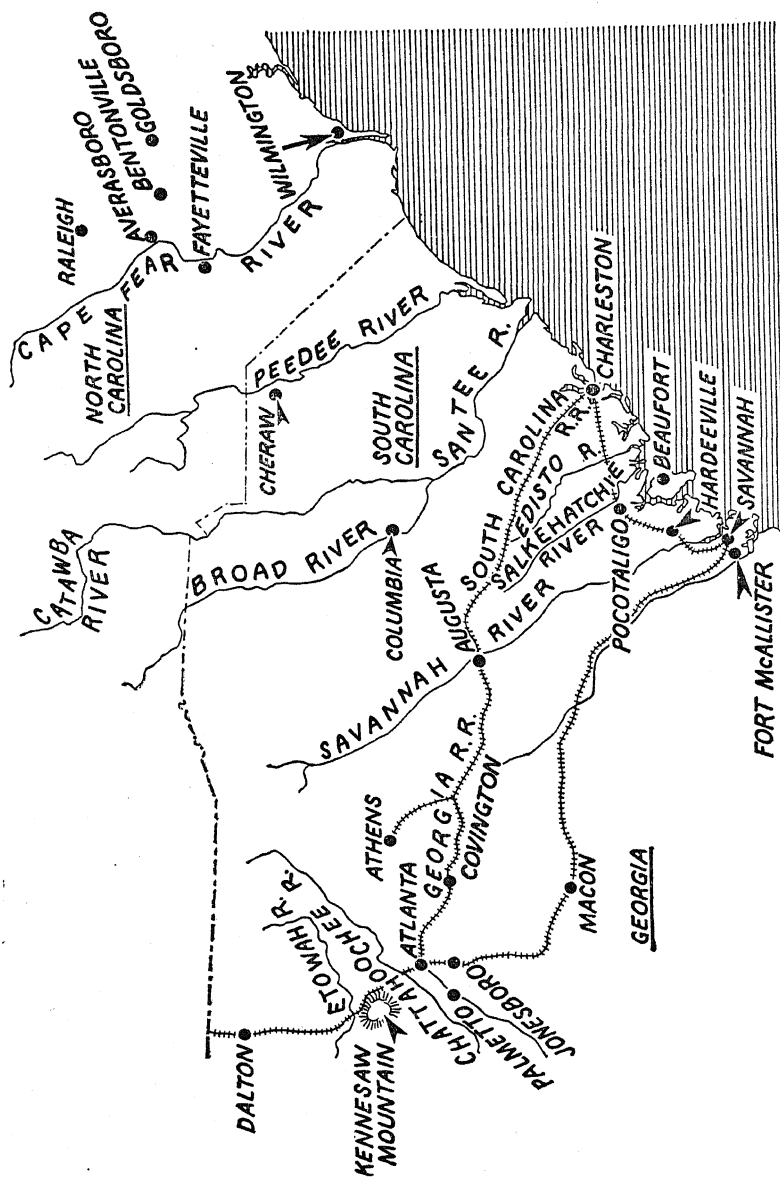 DALTON
KENNESAW
MOUNTAIN
ETOWAH R.
CHATTAHOOCHEE R.
PALMETTO
JONESBORO
ATLANTA
ATHENS
GEORGIA R.R.
COVINGTON
MACON
GEORGIA
SAVANNAH RIVER
AUGUSTA
CATAWBA
RIVER
BROAD RIVER
COLUMBIA
SOUTH CAROLINA R.R.
EDISTO R.
SALKEHATCHIE
RIVER
POCOTALIGO
FORT McALLISTER
SAVANNAH
HARDEEVILLE
BEAUFORT
CHARLESTON
SANTEE R.
SOUTH
CAROLINA
CHERAW
PEEDEE RIVER
NORTH
CAROLINA
CAPE FEAR RIVER
RALEIGH
AVERASBORO
BENTONVILLE
GOLDSBORO
FAYETTEVILLE
WILMINGTON